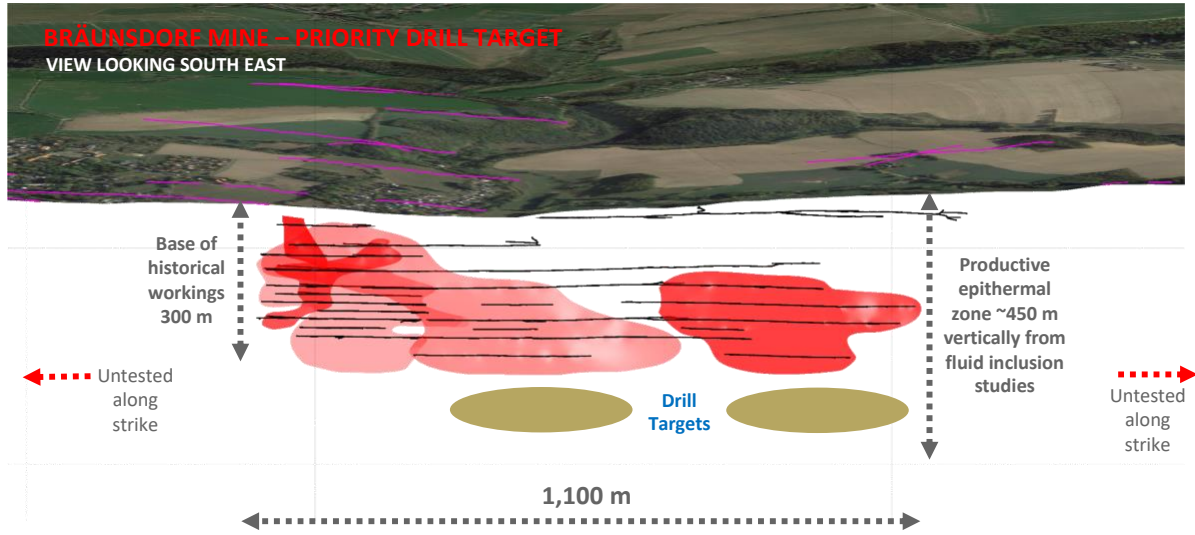 BRÄUNSDORF MINE – PRIORITY DRILL TARGET
VIEW LOOKING SOUTH EAST
Base of
historical
workings
300 m
Productive
epithermal
zone ~450 m
vertically from
fluid inclusion
studies
Untested
along
strike
Drill
Targets
Untested
along
strike
1,100 m